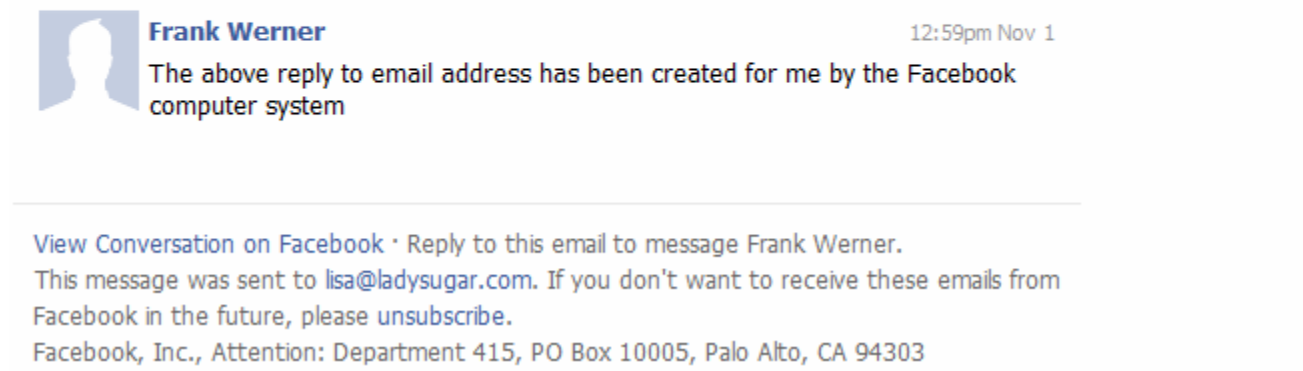 Frank Werner 12:59pm Nov 1
The above reply to email address has been created for me by the Facebook
computer system
View Conversation on Facebook · Reply to this email to message Frank Werner.
This message was sent to lisa@ladysugar.com. If you don't want to receive these emails from
Facebook in the future, please unsubscribe.
Facebook, Inc., Attention: Department 415, PO Box 10005, Palo Alto, CA 94303